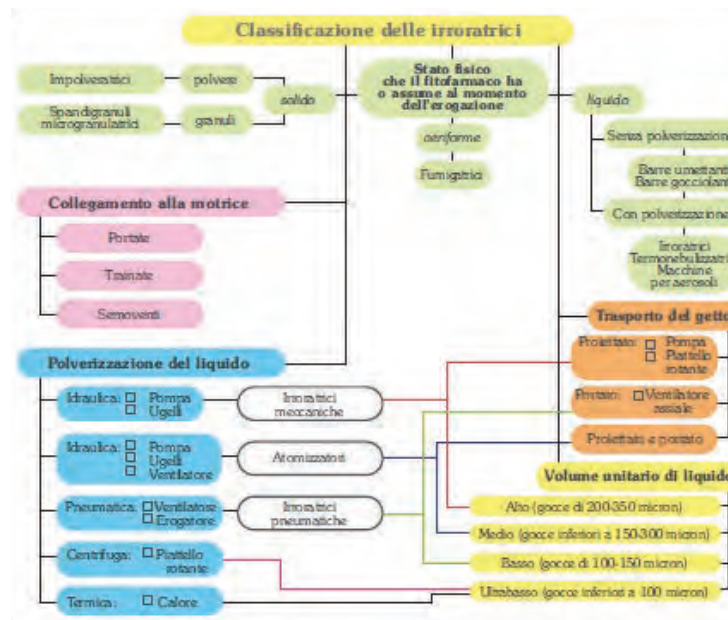 Classificazione delle irroratrici
Stato fisico
che il fitofarmaco ha
o assume al momento
dell'erogazione
Impolveratrici
polvere
solido
Spandigranuli
microgranulatrici
granuli
aeriforme
Fumigatrici
liquido
Senza polverizzazion
Barre umettant
Barre gocciolant
Con polverizzazione
Irroratrici
Termonebulizzatri
Macchine
per aerosoli
Collegamento alla motrice
Portate
Trainate
Semoventi
Trasporto del getto
Proiettato: Pompa
Piattello
rotante
Portato: Ventilatore
assiale
Proiettato e portato
Polverizzazione del liquido
Idraulica: Pompa
Ugelli
Irroratrici
meccaniche
Idraulica: Pompa
Ugelli
Ventilatore
Atomizzatori
Pneumatica: Ventilatore
Erogatore
Irroratrici
pneumatiche
Centrifuga: Piattello
rotante
Termica: Calore
Volume unitario di liquido
Alto (gocce di 200-350 micron)
Medio (gocce inferiori a 150-300 micron)
Basso (gocce di 100-150 micron)
Ultrabasso (gocce inferiori a 100 micron)